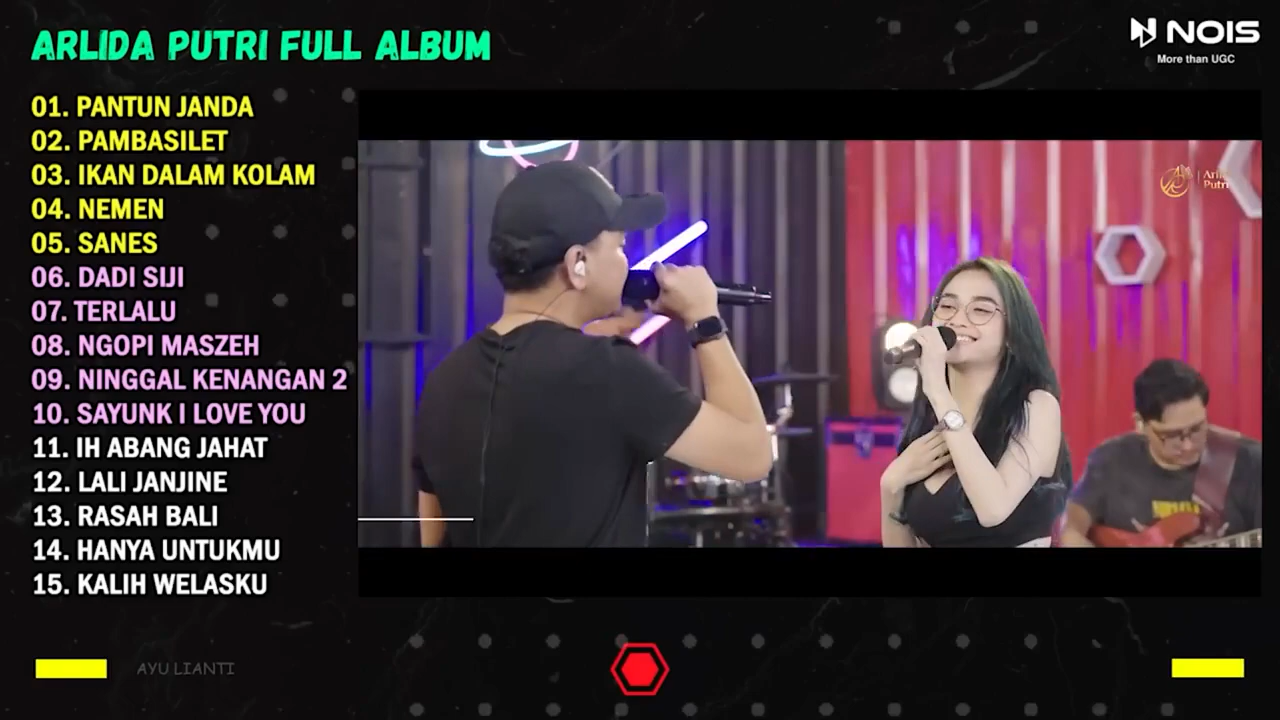 ARLIDA PUTRI FULL ALBUM
NOIS
More than UGC
01. PANTUN JANDA
02. PAMBASILET
03. IKAN DALAM KOLAM
04. NEMEN
05. SANES
06. DADI SIJI
07. TERLALU
08. NGOPI MASZEH
09. NINGGAL KENANGAN 2
10. SAYUNK I LOVE YOU
11. IH ABANG JAHAT
12. LALI JANJINE
13. RASAH BALI
14. HANYA UNTUKMU
15. KALIH WELASKU
Putri
AYU LIANTI